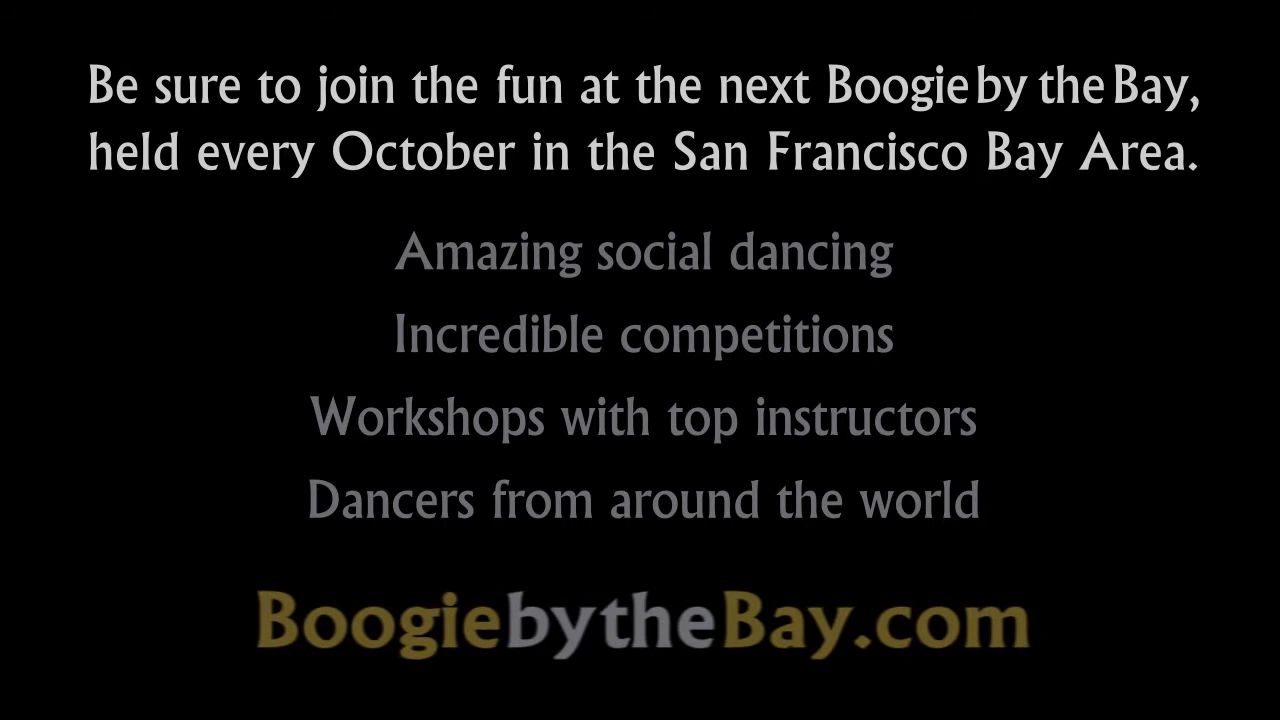 Be sure to join the fun at the next Boogie by the Bay,
held every October in the San Francisco Bay Area.
Amazing social dancing
Incredible competitions
Workshops with top instructors
Dancers from around the world
BoogiebytheBay.com